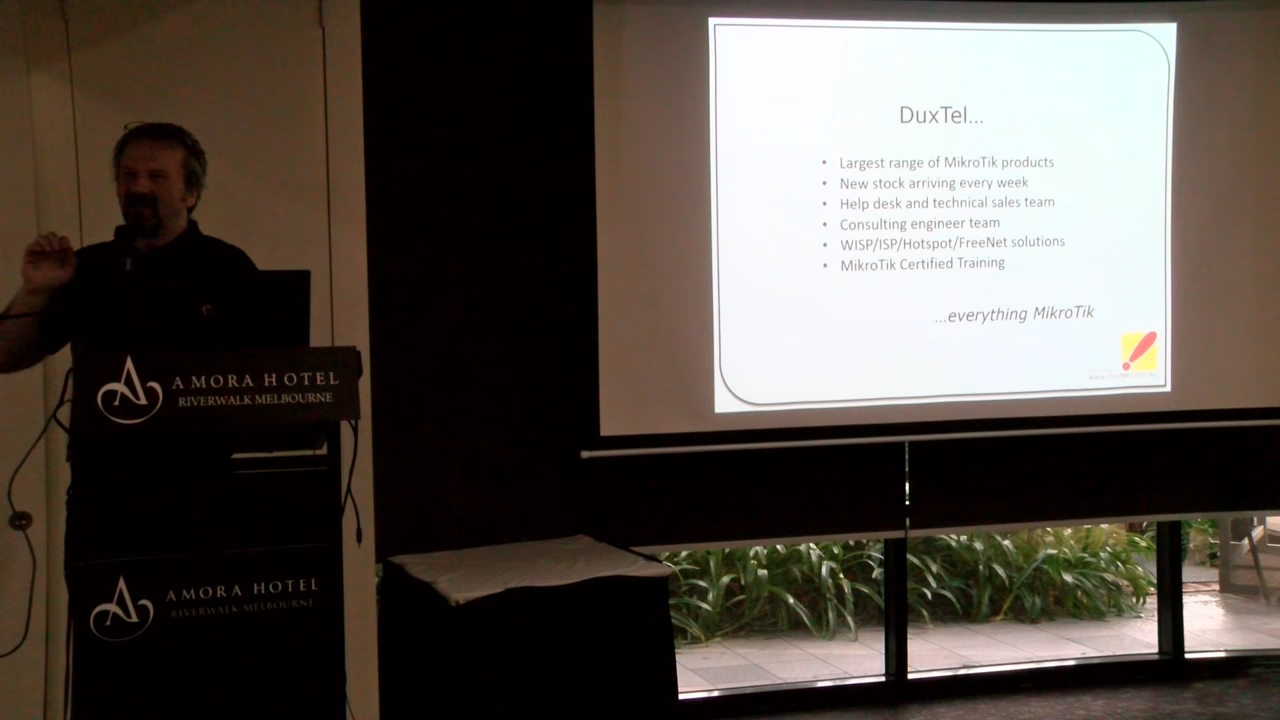 DuxTel...
• Largest range of MikroTik products
• New stock arriving every week
• Help desk and technical sales team
• Consulting engineer team
• WISP/ISP/Hotspot/FreeNet solutions
• MikroTik Certified Training
...everything MikroTik
AMORA HOTEL
RIVERWALK MELBOURNE
AMORA HOTEL
RIVERWALK MELBOURNE